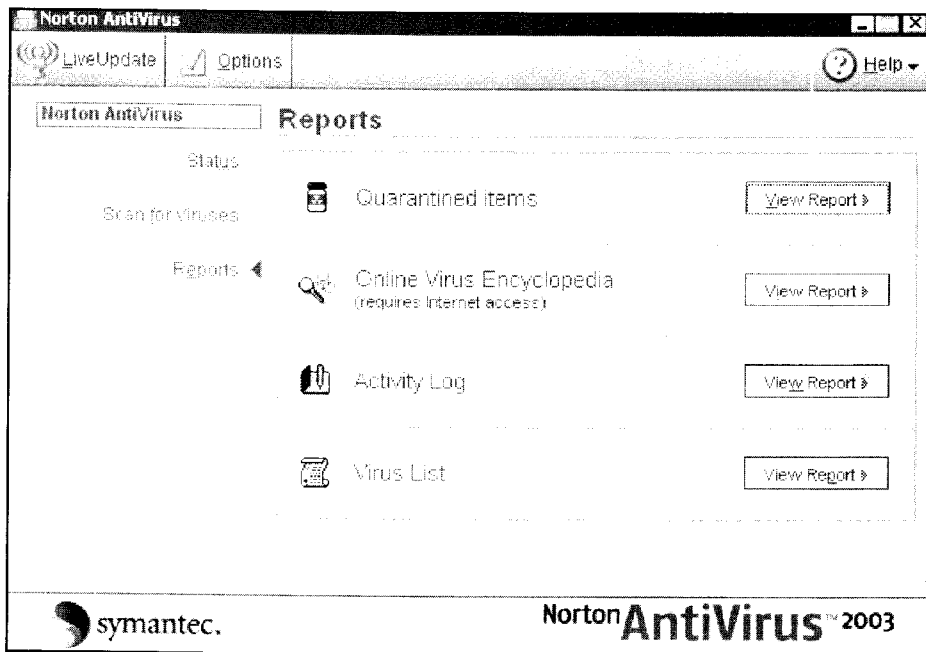 Norton AntiVirus
LiveUpdate
Options
Help
Norton AntiVirus
Reports
Status
Scan for Viruses
Reports
Quarantined items
View Report »
Online Virus Encyclopedia
(requires Internet access)
View Report »
Activity Log
View Report »
Virus List
View Report »
symantec.
Norton AntiVirus™ 2003